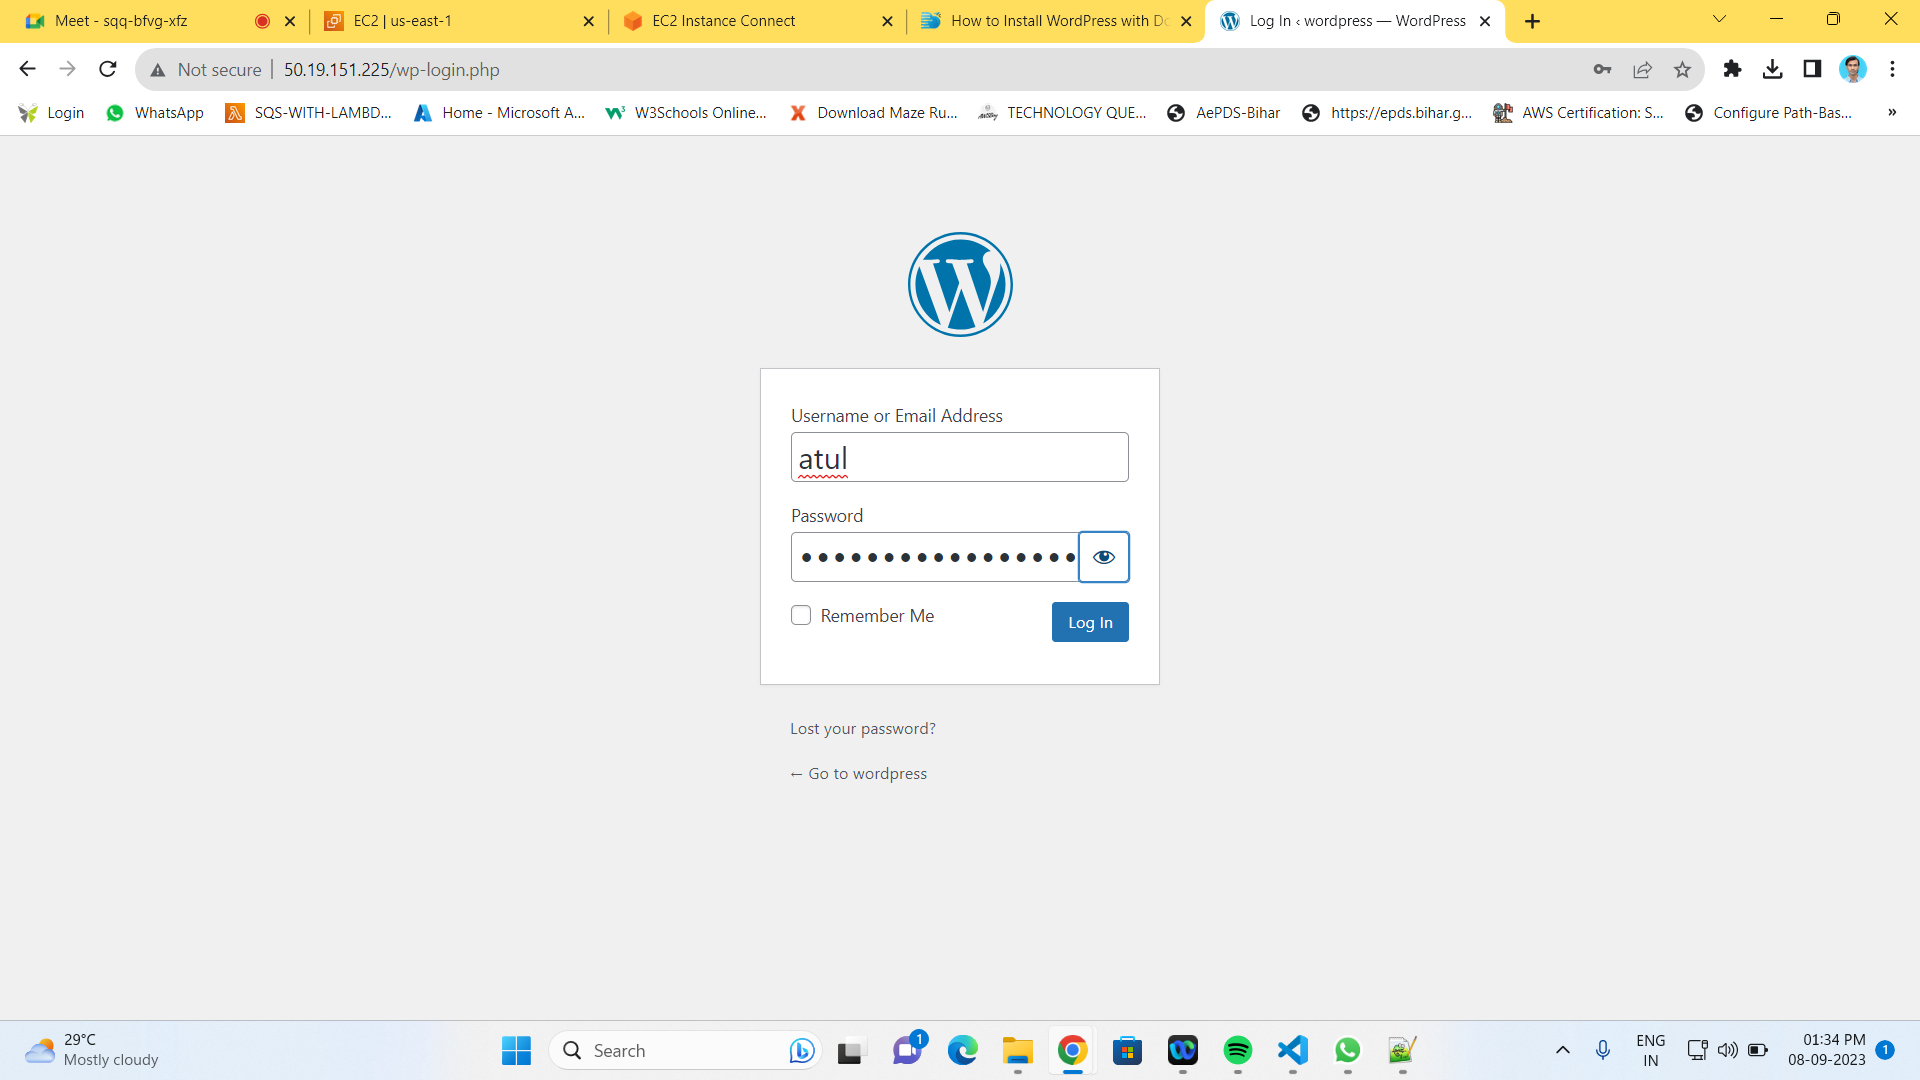 Meet - sqq-bfvg-xfz
EC2 | us-east-1
EC2 Instance Connect
How to Install WordPress with Do
Log In ‹ wordpress — WordPress
Not secure | 50.19.151.225/wp-login.php
Login
WhatsApp
SQS-WITH-LAMBD...
Home - Microsoft A...
W3Schools Online...
Download Maze Ru...
TECHNOLOGY QUE...
AePDS-Bihar
https://epds.bihar.g...
AWS Certification: S...
Configure Path-Bas...
»
Username or Email Address
atul
Password
Remember Me
Log In
Lost your password?
← Go to wordpress
29°C
Mostly cloudy
Search
1
ENG
IN
01:34 PM
08-09-2023
1